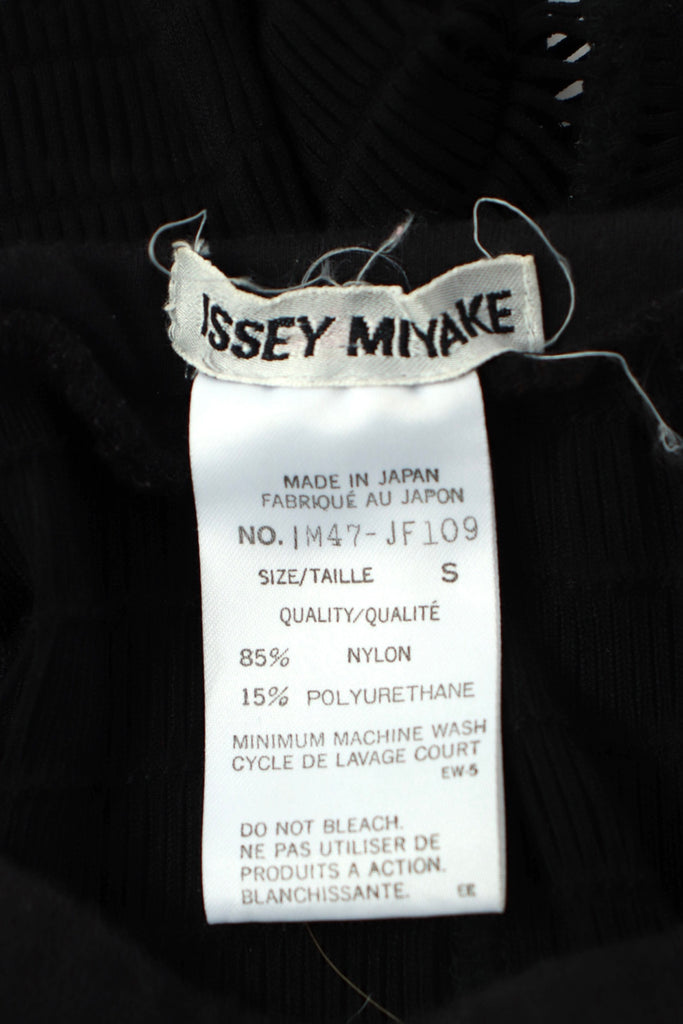 ISSEY MIYAKE
MADE IN JAPAN
FABRIQUÉ AU JAPON
NO. IM47-JF109
SIZE/TAILLE S
QUALITY/QUALITÉ
85% NYLON
15% POLYURETHANE
MINIMUM MACHINE WASH
CYCLE DE LAVAGE COURT
EW-5
DO NOT BLEACH.
NE PAS UTILISER DE
PRODUITS A ACTION.
BLANCHISSANTE. EE